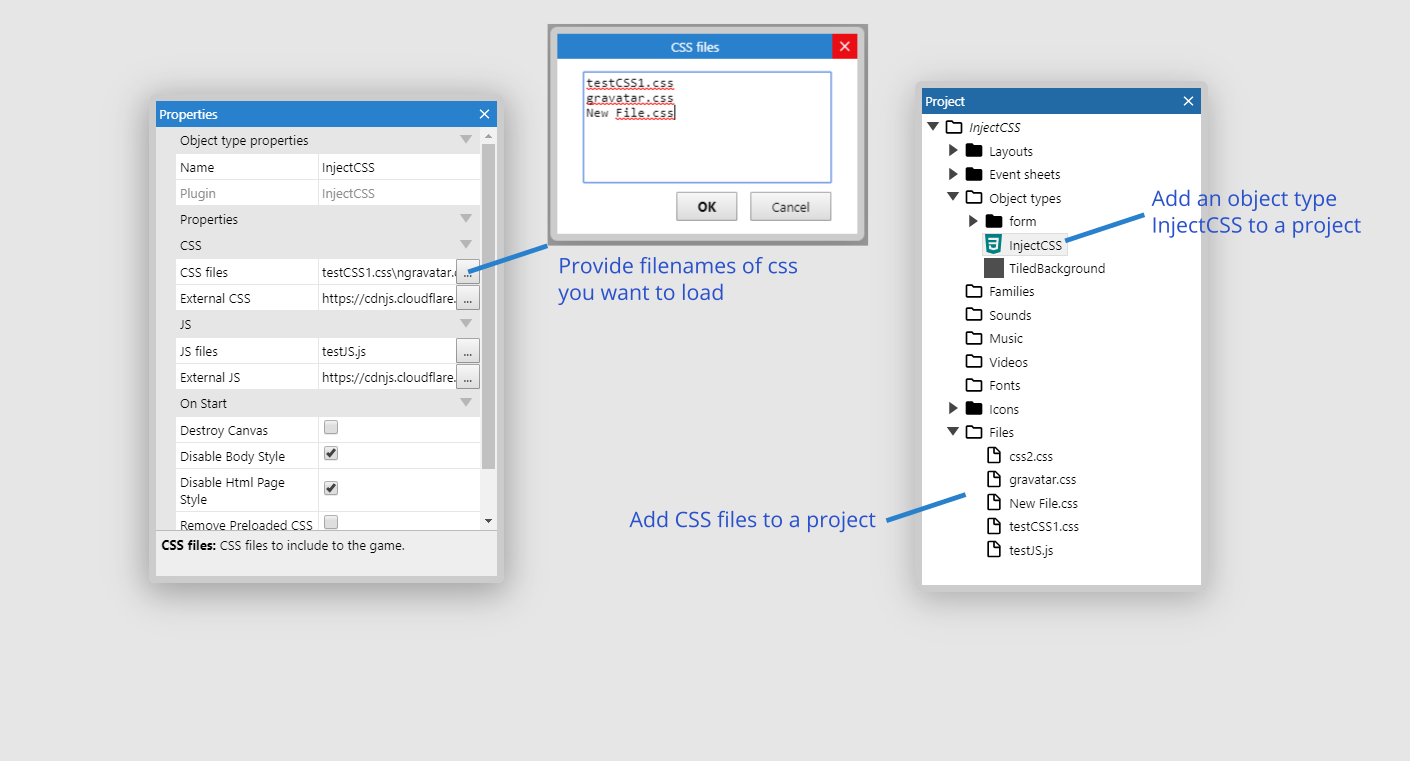 CSS files
testCSS1.css
gravatar.css
New File.css
OK Cancel
Provide filenames of css
you want to load
Properties
Object type properties
Name InjectCSS
Plugin InjectCSS
Properties
CSS
CSS files testCSS1.css\ngravatar. ...
External CSS https://cdnjs.cloudflare. ...
JS
JS files testJS.js ...
External JS https://cdnjs.cloudflare. ...
On Start
Destroy Canvas
Disable Body Style
Disable Html Page
Style
Remove Preloaded CSS
CSS files: CSS files to include to the game.
Project
InjectCSS
Layouts
Event sheets
Object types
form
InjectCSS
TiledBackground
Families
Sounds
Music
Videos
Fonts
Icons
Files
css2.css
gravatar.css
New File.css
testCSS1.css
testJS.js
Add an object type
InjectCSS to a project
Add CSS files to a project